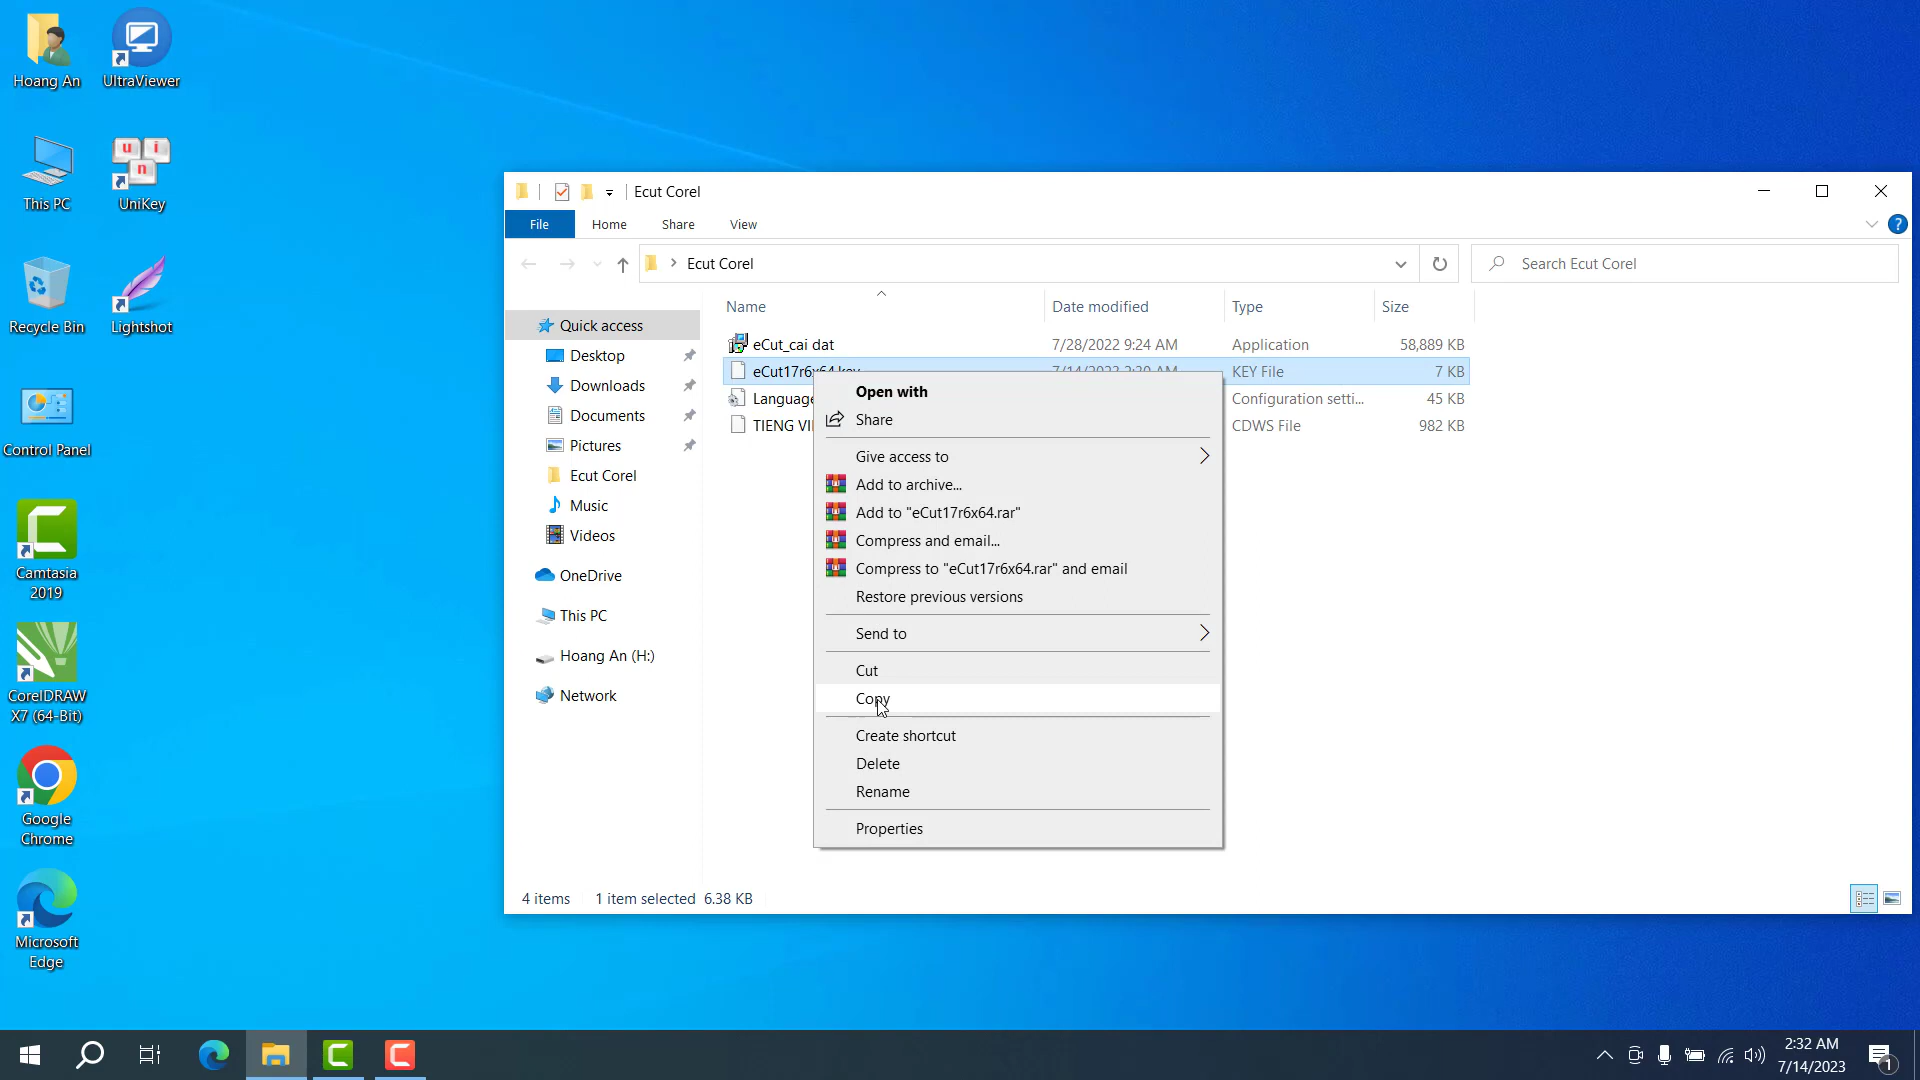 Hoang An
UltraViewer
This PC
UniKey
Recycle Bin
Lightshot
Control Panel
Camtasia
2019
CorelDRAW
X7 (64-Bit)
Google
Chrome
Microsoft
Edge
Ecut Corel
File
Home
Share
View
Ecut Corel
Search Ecut Corel
Name
Date modified
Type
Size
Quick access
Desktop
Downloads
Documents
Pictures
Ecut Corel
Music
Videos
OneDrive
This PC
Hoang An (H:)
Network
eCut_cai dat 7/28/2022 9:24 AM Application 58,889 KB
eCut17r6x64.key KEY File 7 KB
Language Configuration setti... 45 KB
TIENG VI CDWS File 982 KB
Open with
Share
Give access to
Add to archive...
Add to "eCut17r6x64.rar"
Compress and email...
Compress to "eCut17r6x64.rar" and email
Restore previous versions
Send to
Cut
Copy
Create shortcut
Delete
Rename
Properties
4 items 1 item selected 6.38 KB
2:32 AM
7/14/2023
1